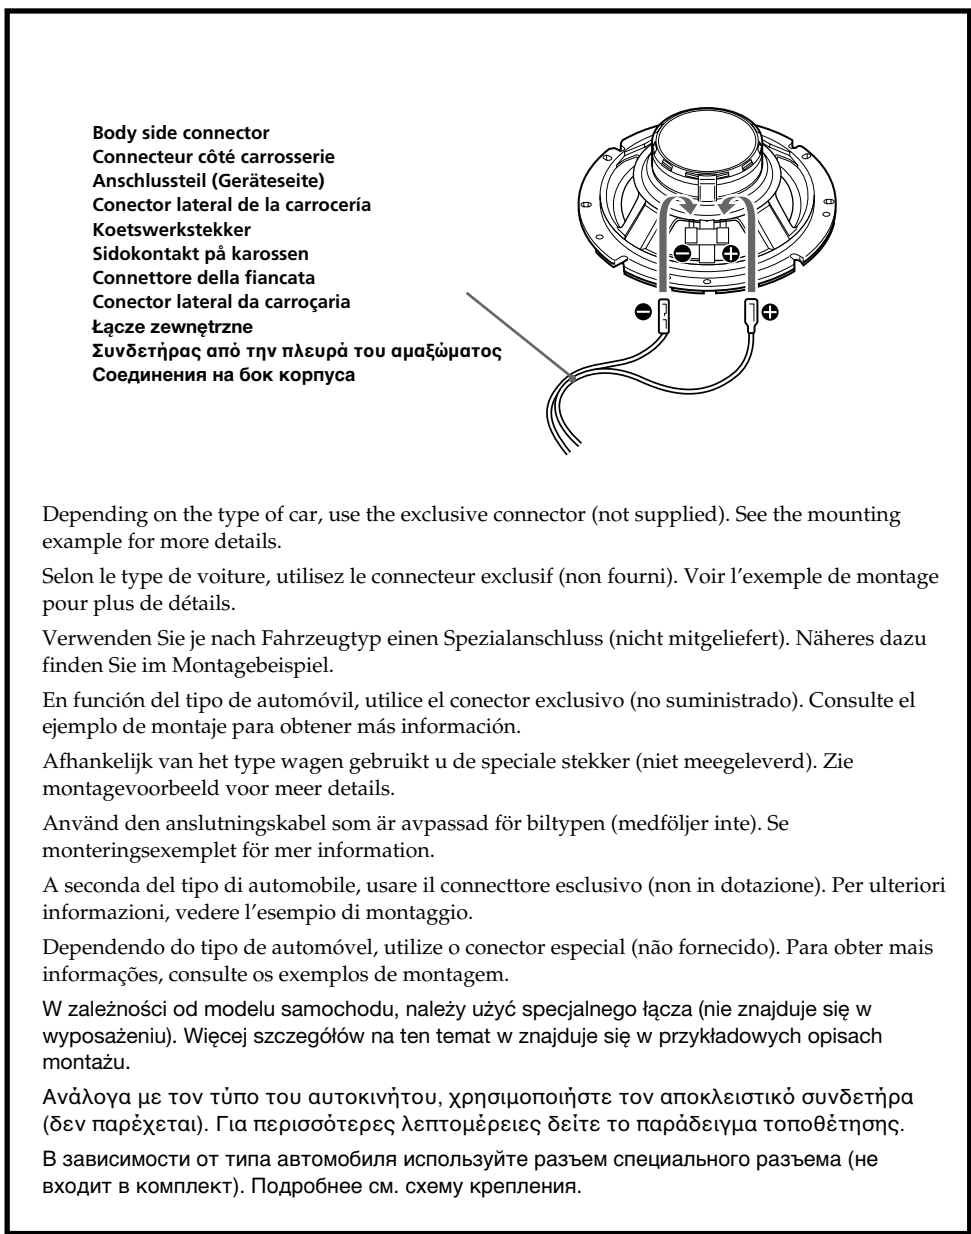 Body side connector
Connecteur côté carrosserie
Anschlussteil (Geräteseite)
Conector lateral de la carrocería
Koetswerkstekker
Sidokontakt på karossen
Connettore della fiancata
Conector lateral da carroçaria
Łącze zewnętrzne
Συνδετήρας από την πλευρά του αμαξώματος
Соединения на бок корпуса
Depending on the type of car, use the exclusive connector (not supplied). See the mounting
example for more details.
Selon le type de voiture, utilisez le connecteur exclusif (non fourni). Voir l’exemple de montage
pour plus de détails.
Verwenden Sie je nach Fahrzeugtyp einen Spezialanschluss (nicht mitgeliefert). Näheres dazu
finden Sie im Montagebeispiel.
En función del tipo de automóvil, utilice el conector exclusivo (no suministrado). Consulte el
ejemplo de montaje para obtener más información.
Afhankelijk van het type wagen gebruikt u de speciale stekker (niet meegeleverd). Zie
montagevoorbeeld voor meer details.
Använd den anslutningskabel som är avpassad för biltypen (medföljer inte). Se
monteringsexemplet för mer information.
A seconda del tipo di automobile, usare il connecttore esclusivo (non in dotazione). Per ulteriori
informazioni, vedere l’esempio di montaggio.
Dependendo do tipo de automóvel, utilize o conector especial (não fornecido). Para obter mais
informações, consulte os exemplos de montagem.
W zależności od modelu samochodu, należy użyć specjalnego łącza (nie znajduje się w
wyposażeniu). Więcej szczegółów na ten temat w znajduje się w przykładowych opisach
montażu.
Ανάλογα με τον τύπο του αυτοκινήτου, χρησιμοποιήστε τον αποκλειστικό συνδετήρα
(δεν παρέχεται). Για περισσότερες λεπτομέρειες δείτε το παράδειγμα τοποθέτησης.
В зависимости от типа автомобиля используйте разъем специального разъема (не
входит в комплект). Подробнее см. схему крепления.